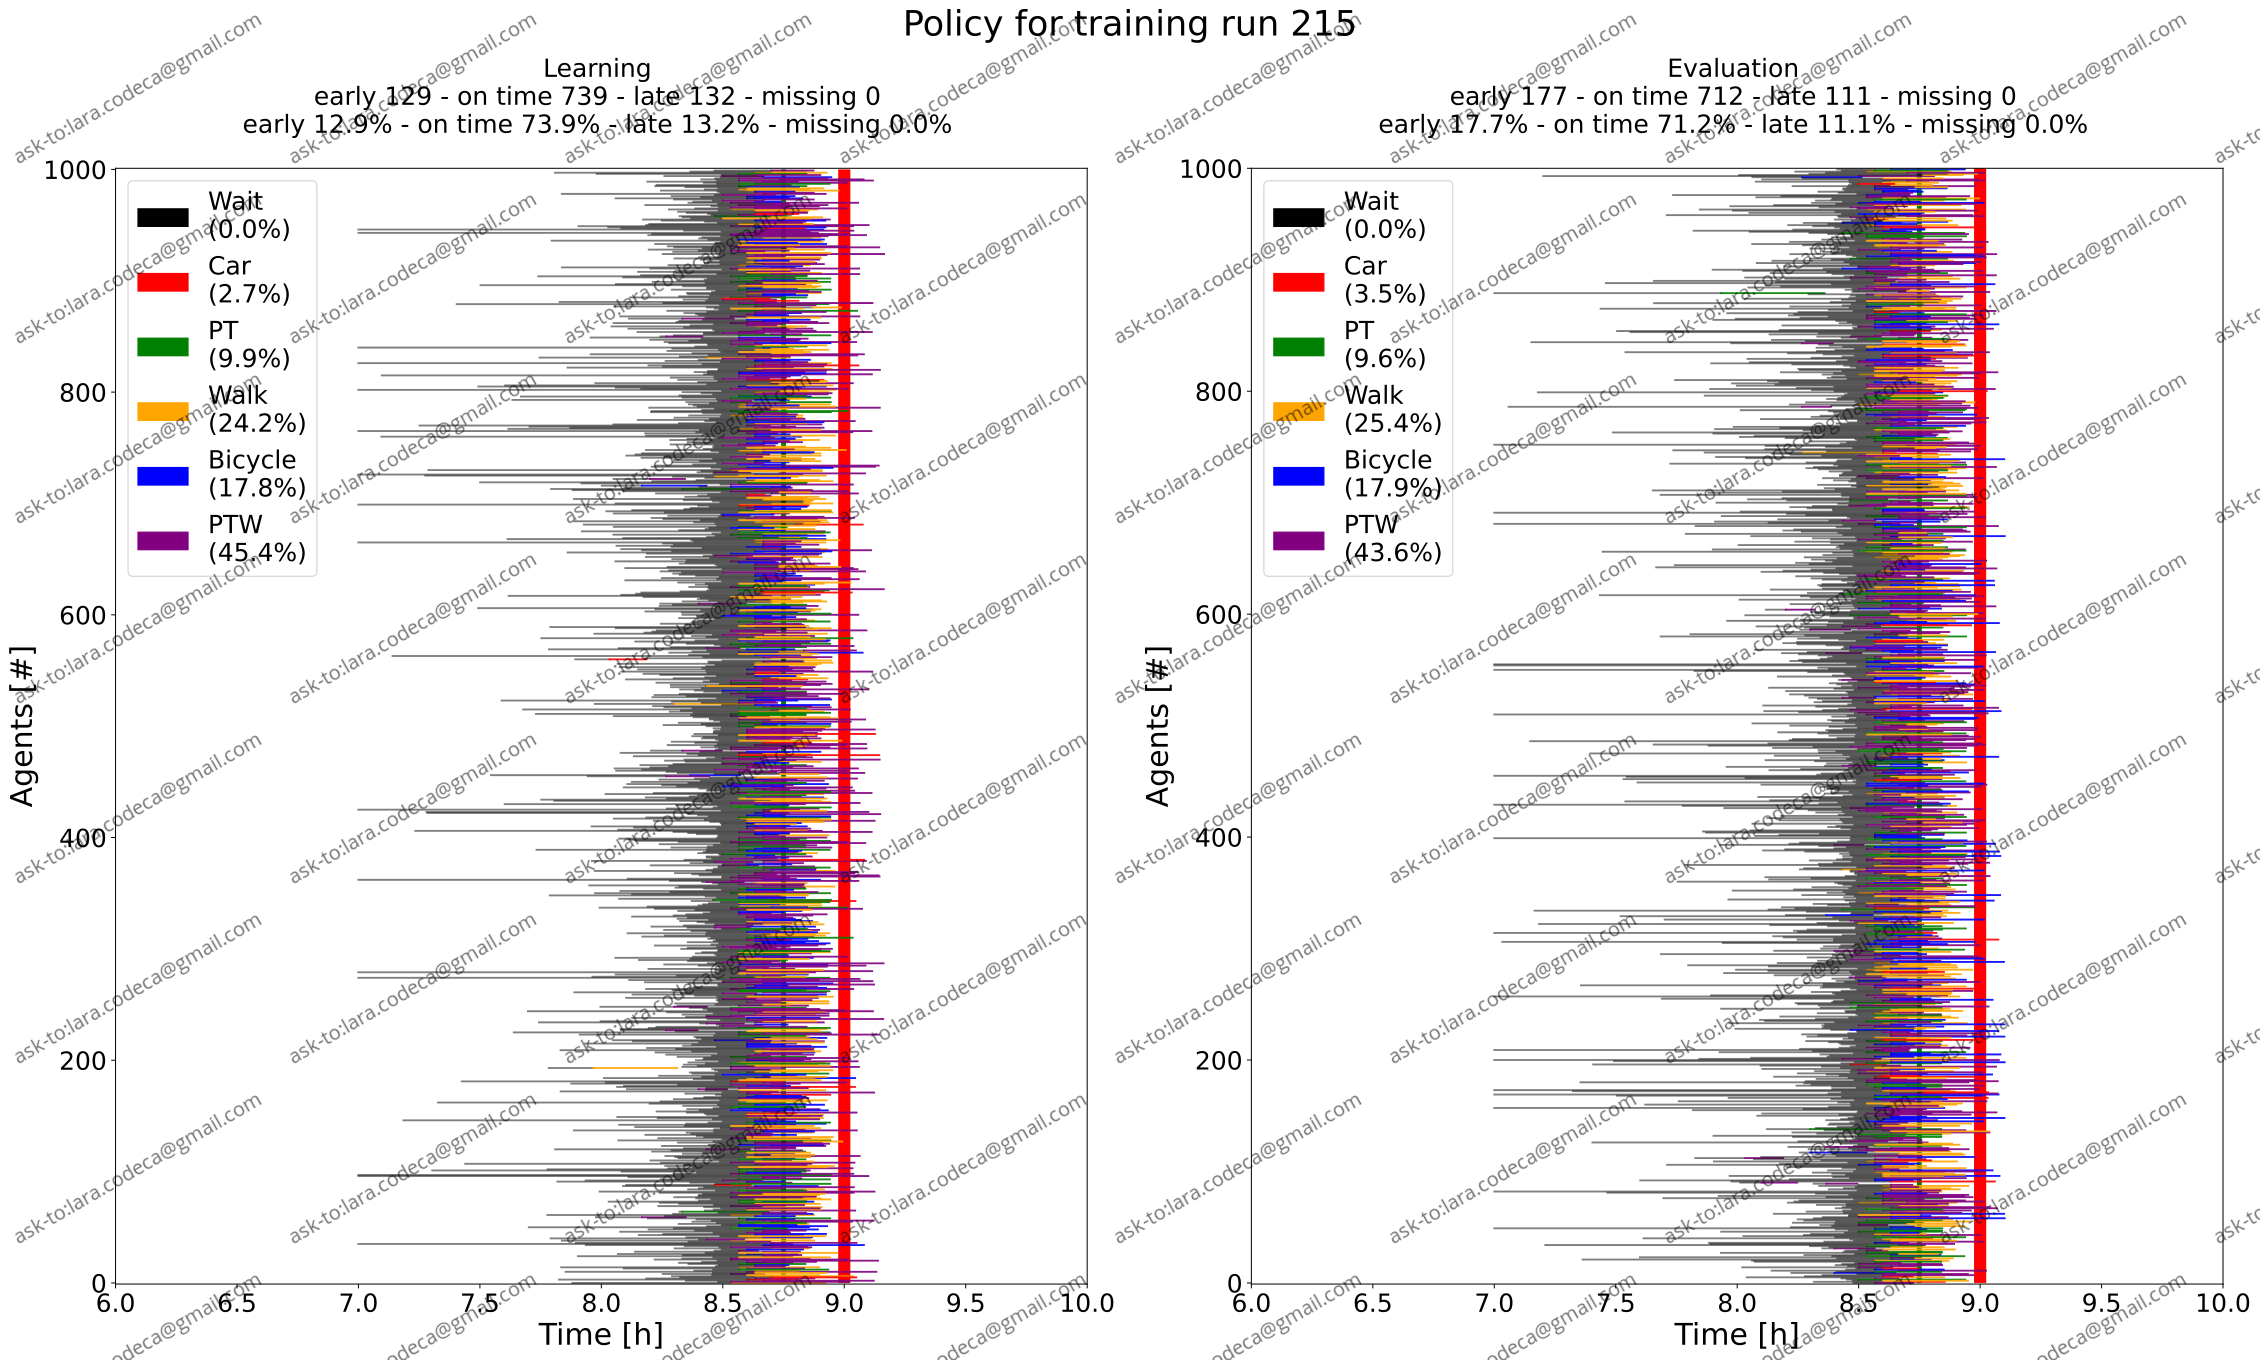 Policy for training run 215
Learning
early 129 - on time 739 - late 132 - missing 0
early 12.9% - on time 73.9% - late 13.2% - missing 0.0%
Wait
(0.0%)
Car
(2.7%)
PT
(9.9%)
Walk
(24.2%)
Bicycle
(17.8%)
PTW
(45.4%)
1000
800
600
400
200
0
Agents [#]
6.0 6.5 7.0 7.5 8.0 8.5 9.0 9.5 10.0
Time [h]
Evaluation
early 177 - on time 712 - late 111 - missing 0
early 17.7% - on time 71.2% - late 11.1% - missing 0.0%
Wait
(0.0%)
Car
(3.5%)
PT
(9.6%)
Walk
(25.4%)
Bicycle
(17.9%)
PTW
(43.6%)
1000
800
600
400
200
0
Agents [#]
6.0 6.5 7.0 7.5 8.0 8.5 9.0 9.5 10.0
Time [h]
ask-to:lara.codeca@gmail.com